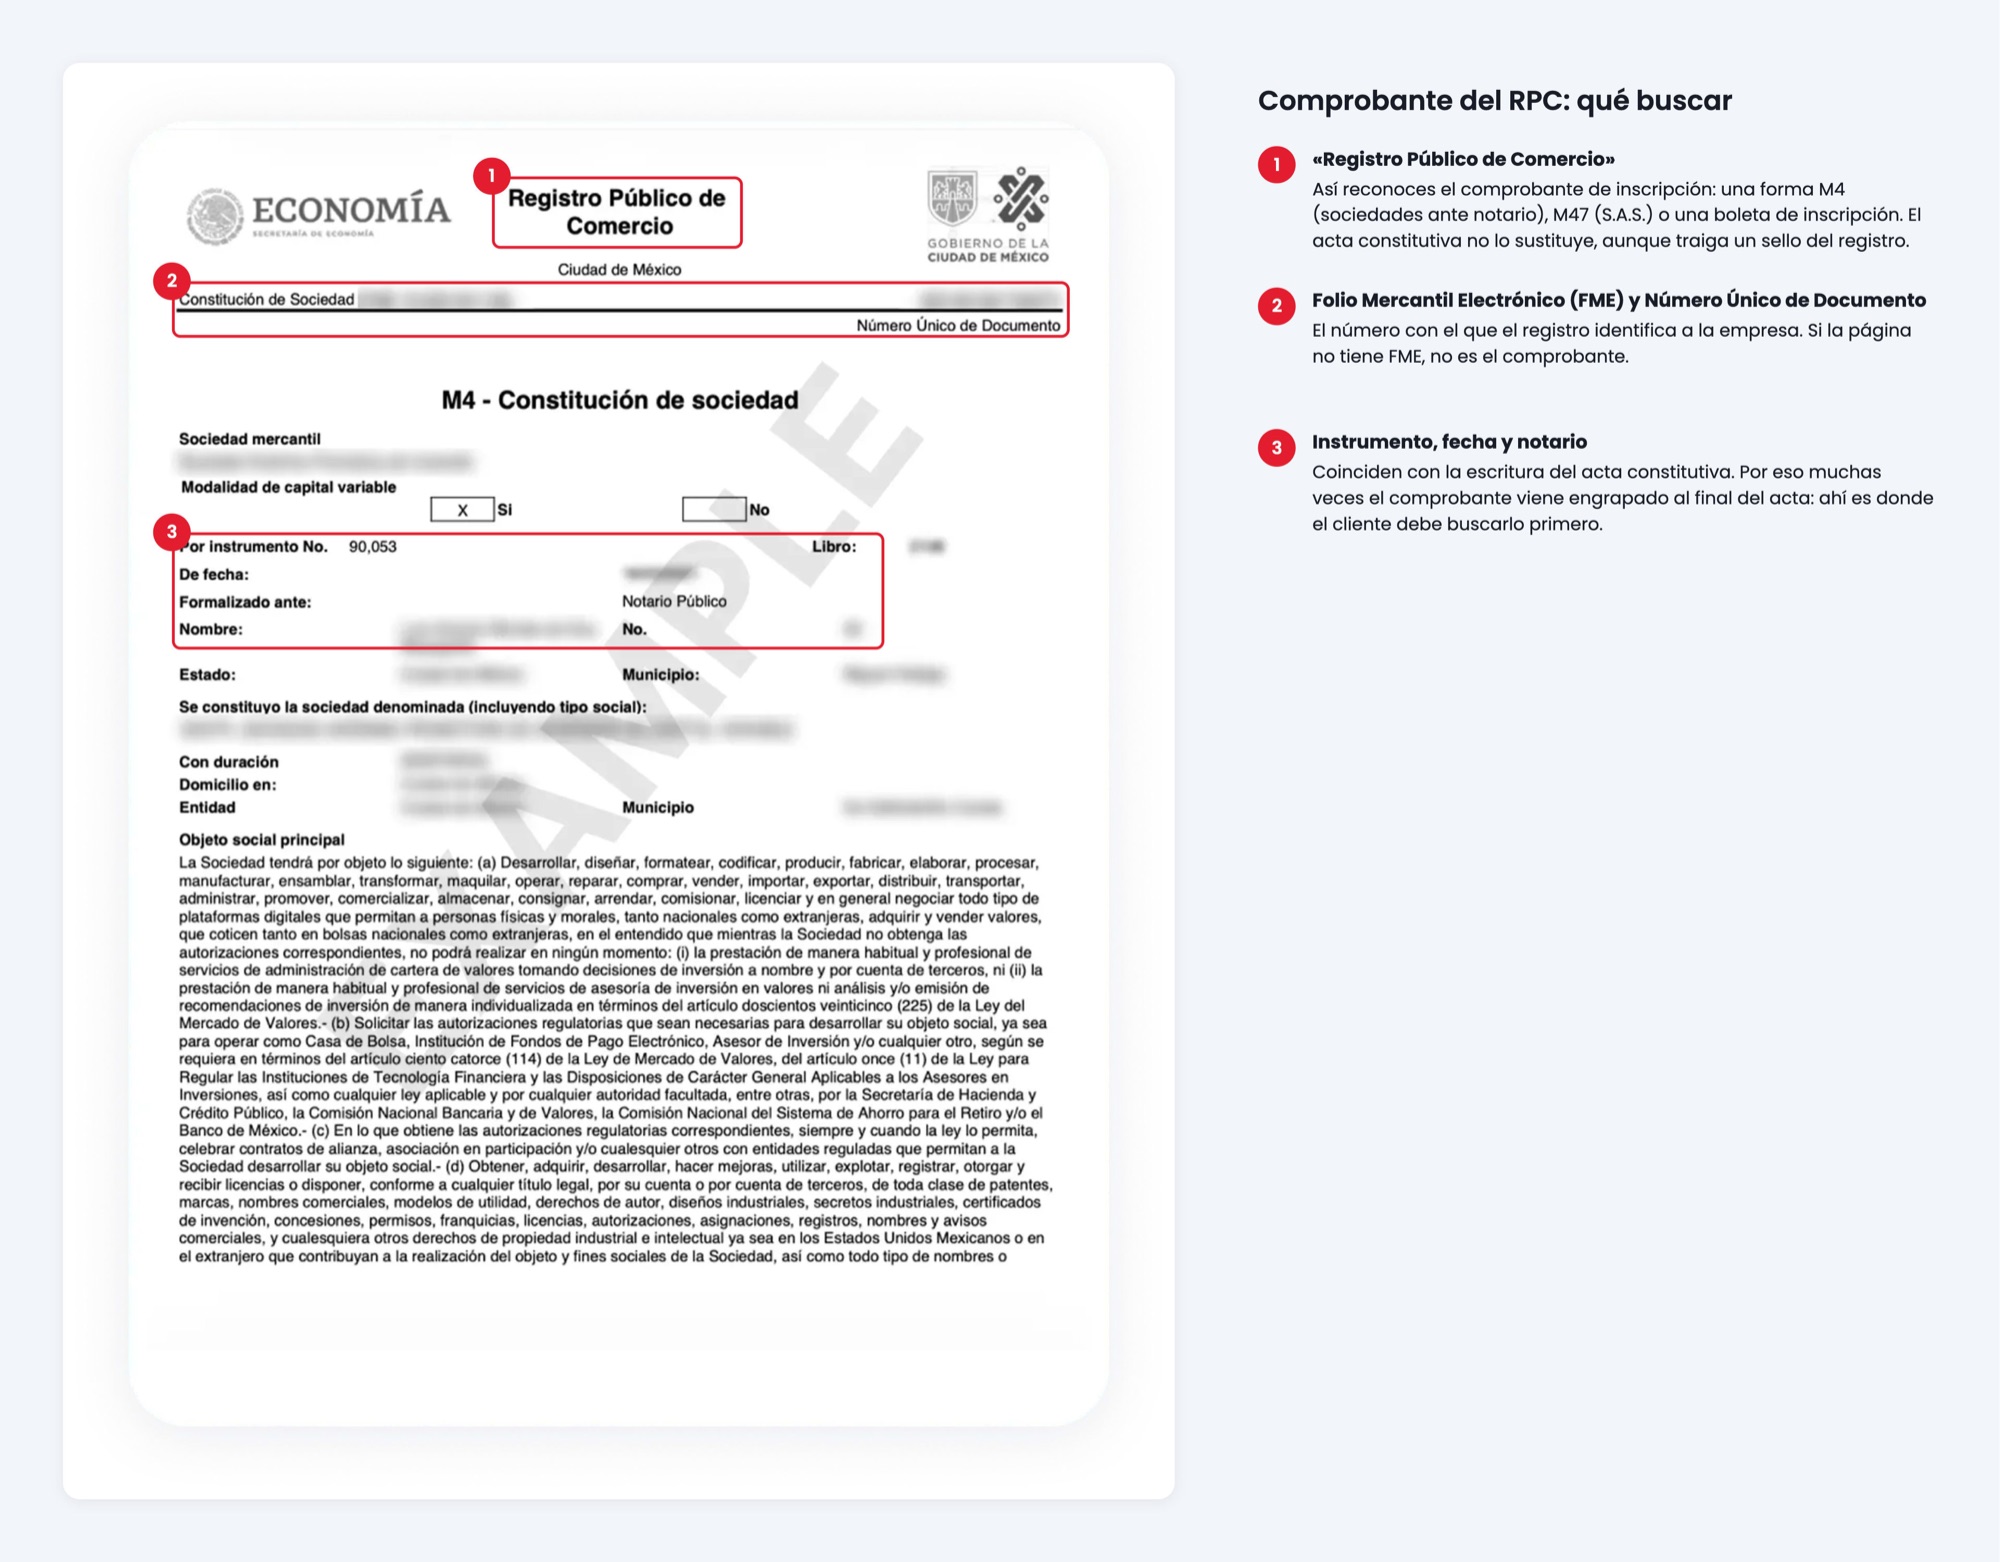 1
Registro Público de
Comercio
ECONOMÍA
SECRETARÍA DE ECONOMÍA
GOBIERNO DE LA
CIUDAD DE MÉXICO
Ciudad de México
2
Constitución de Sociedad
Número Único de Documento
M4 - Constitución de sociedad
Sociedad mercantil
Modalidad de capital variable
X Si No
3
Por instrumento No. 90,053 Libro:
De fecha:
Formalizado ante: Notario Público
Nombre: No.
Estado: Municipio:
Se constituyo la sociedad denominada (incluyendo tipo social):
Con duración
Domicilio en:
Entidad Municipio
Objeto social principal
La Sociedad tendrá por objeto lo siguiente: (a) Desarrollar, diseñar, formatear, codificar, producir, fabricar, elaborar, procesar,
manufacturar, ensamblar, transformar, maquilar, operar, reparar, comprar, vender, importar, exportar, distribuir, transportar,
administrar, promover, comercializar, almacenar, consignar, arrendar, comisionar, licenciar y en general negociar todo tipo de
plataformas digitales que permitan a personas físicas y morales, tanto nacionales como extranjeras, adquirir y vender valores,
que coticen tanto en bolsas nacionales como extranjeras, en el entendido que mientras la Sociedad no obtenga las
autorizaciones correspondientes, no podrá realizar en ningún momento: (i) la prestación de manera habitual y profesional de
servicios de administración de cartera de valores tomando decisiones de inversión a nombre y por cuenta de terceros, ni (ii) la
prestación de manera habitual y profesional de servicios de asesoría de inversión en valores ni análisis y/o emisión de
recomendaciones de inversión de manera individualizada en términos del artículo doscientos veinticinco (225) de la Ley del
Mercado de Valores.- (b) Solicitar las autorizaciones regulatorias que sean necesarias para desarrollar su objeto social, ya sea
para operar como Casa de Bolsa, Institución de Fondos de Pago Electrónico, Asesor de Inversión y/o cualquier otro, según se
requiera en términos del artículo ciento catorce (114) de la Ley de Mercado de Valores, del artículo once (11) de la Ley para
Regular las Instituciones de Tecnología Financiera y las Disposiciones de Carácter General Aplicables a los Asesores en
Inversiones, así como cualquier ley aplicable y por cualquier autoridad facultada, entre otras, por la Secretaría de Hacienda y
Crédito Público, la Comisión Nacional Bancaria y de Valores, la Comisión Nacional del Sistema de Ahorro para el Retiro y/o el
Banco de México.- (c) En lo que obtiene las autorizaciones regulatorias correspondientes, siempre y cuando la ley lo permita,
celebrar contratos de alianza, asociación en participación y/o cualesquier otros con entidades reguladas que permitan a la
Sociedad desarrollar su objeto social.- (d) Obtener, adquirir, desarrollar, hacer mejoras, utilizar, explotar, registrar, otorgar y
recibir licencias o disponer, conforme a cualquier título legal, por su cuenta o por cuenta de terceros, de toda clase de patentes,
marcas, nombres comerciales, modelos de utilidad, derechos de autor, diseños industriales, secretos industriales, certificados
de invención, concesiones, permisos, franquicias, licencias, autorizaciones, asignaciones, registros, nombres y avisos
comerciales, y cualesquiera otros derechos de propiedad industrial e intelectual ya sea en los Estados Unidos Mexicanos o en
el extranjero que contribuyan a la realización del objeto y fines sociales de la Sociedad, así como todo tipo de nombres o
EXAMPLE
Comprobante del RPC: qué buscar
1
«Registro Público de Comercio»
Así reconoces el comprobante de inscripción: una forma M4
(sociedades ante notario), M47 (S.A.S.) o una boleta de inscripción. El
acta constitutiva no lo sustituye, aunque traiga un sello del registro.
2
Folio Mercantil Electrónico (FME) y Número Único de Documento
El número con el que el registro identifica a la empresa. Si la página
no tiene FME, no es el comprobante.
3
Instrumento, fecha y notario
Coinciden con la escritura del acta constitutiva. Por eso muchas
veces el comprobante viene engrapado al final del acta: ahí es donde
el cliente debe buscarlo primero.